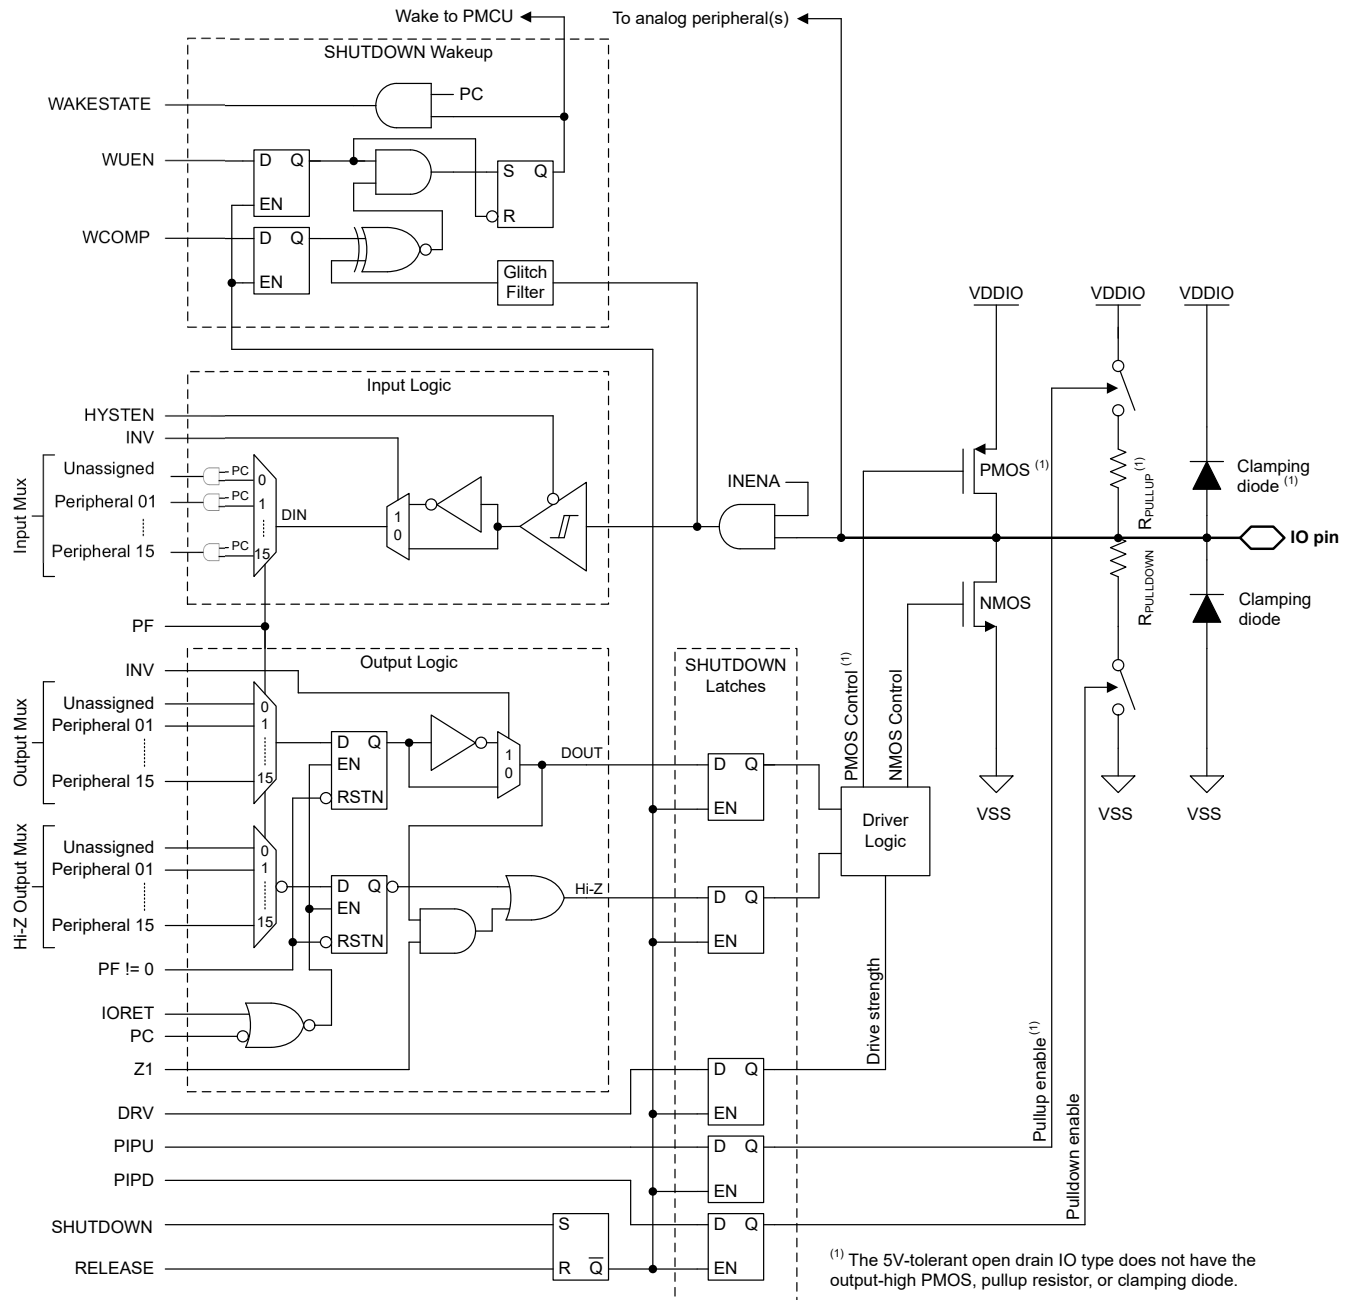 Wake to PMCU
To analog peripheral(s)
SHUTDOWN Wakeup
WAKESTATE
PC
WUEN
D Q
EN
S Q
R
WCOMP
D Q
EN
Glitch
Filter
VDDIO
VDDIO
VDDIO
Input Logic
HYSTEN
INV
Input Mux
Unassigned
PC
0
Peripheral 01
PC
1
DIN
Peripheral 15
PC
15
1
0
INENA
PMOS (1)
RPULLUP (1)
Clamping
diode (1)
IO pin
RPULLDOWN
NMOS
Clamping
diode
PF
Output Logic
INV
Output Mux
Unassigned
0
Peripheral 01
1
Peripheral 15
15
D Q
EN
RSTN
1
0
DOUT
SHUTDOWN
Latches
D Q
EN
PMOS Control (1)
NMOS Control
Driver
Logic
VSS
VSS
VSS
Hi-Z Output Mux
Unassigned
0
Peripheral 01
1
Peripheral 15
15
D Q
EN
RSTN
Hi-Z
D Q
EN
PF != 0
IORET
PC
Z1
Drive strength
D Q
EN
DRV
PIPU
D Q
EN
Pullup enable (1)
PIPD
Pulldown enable
SHUTDOWN
S
D Q
EN
RELEASE
R Q
(1) The 5V-tolerant open drain IO type does not have the
output-high PMOS, pullup resistor, or clamping diode.